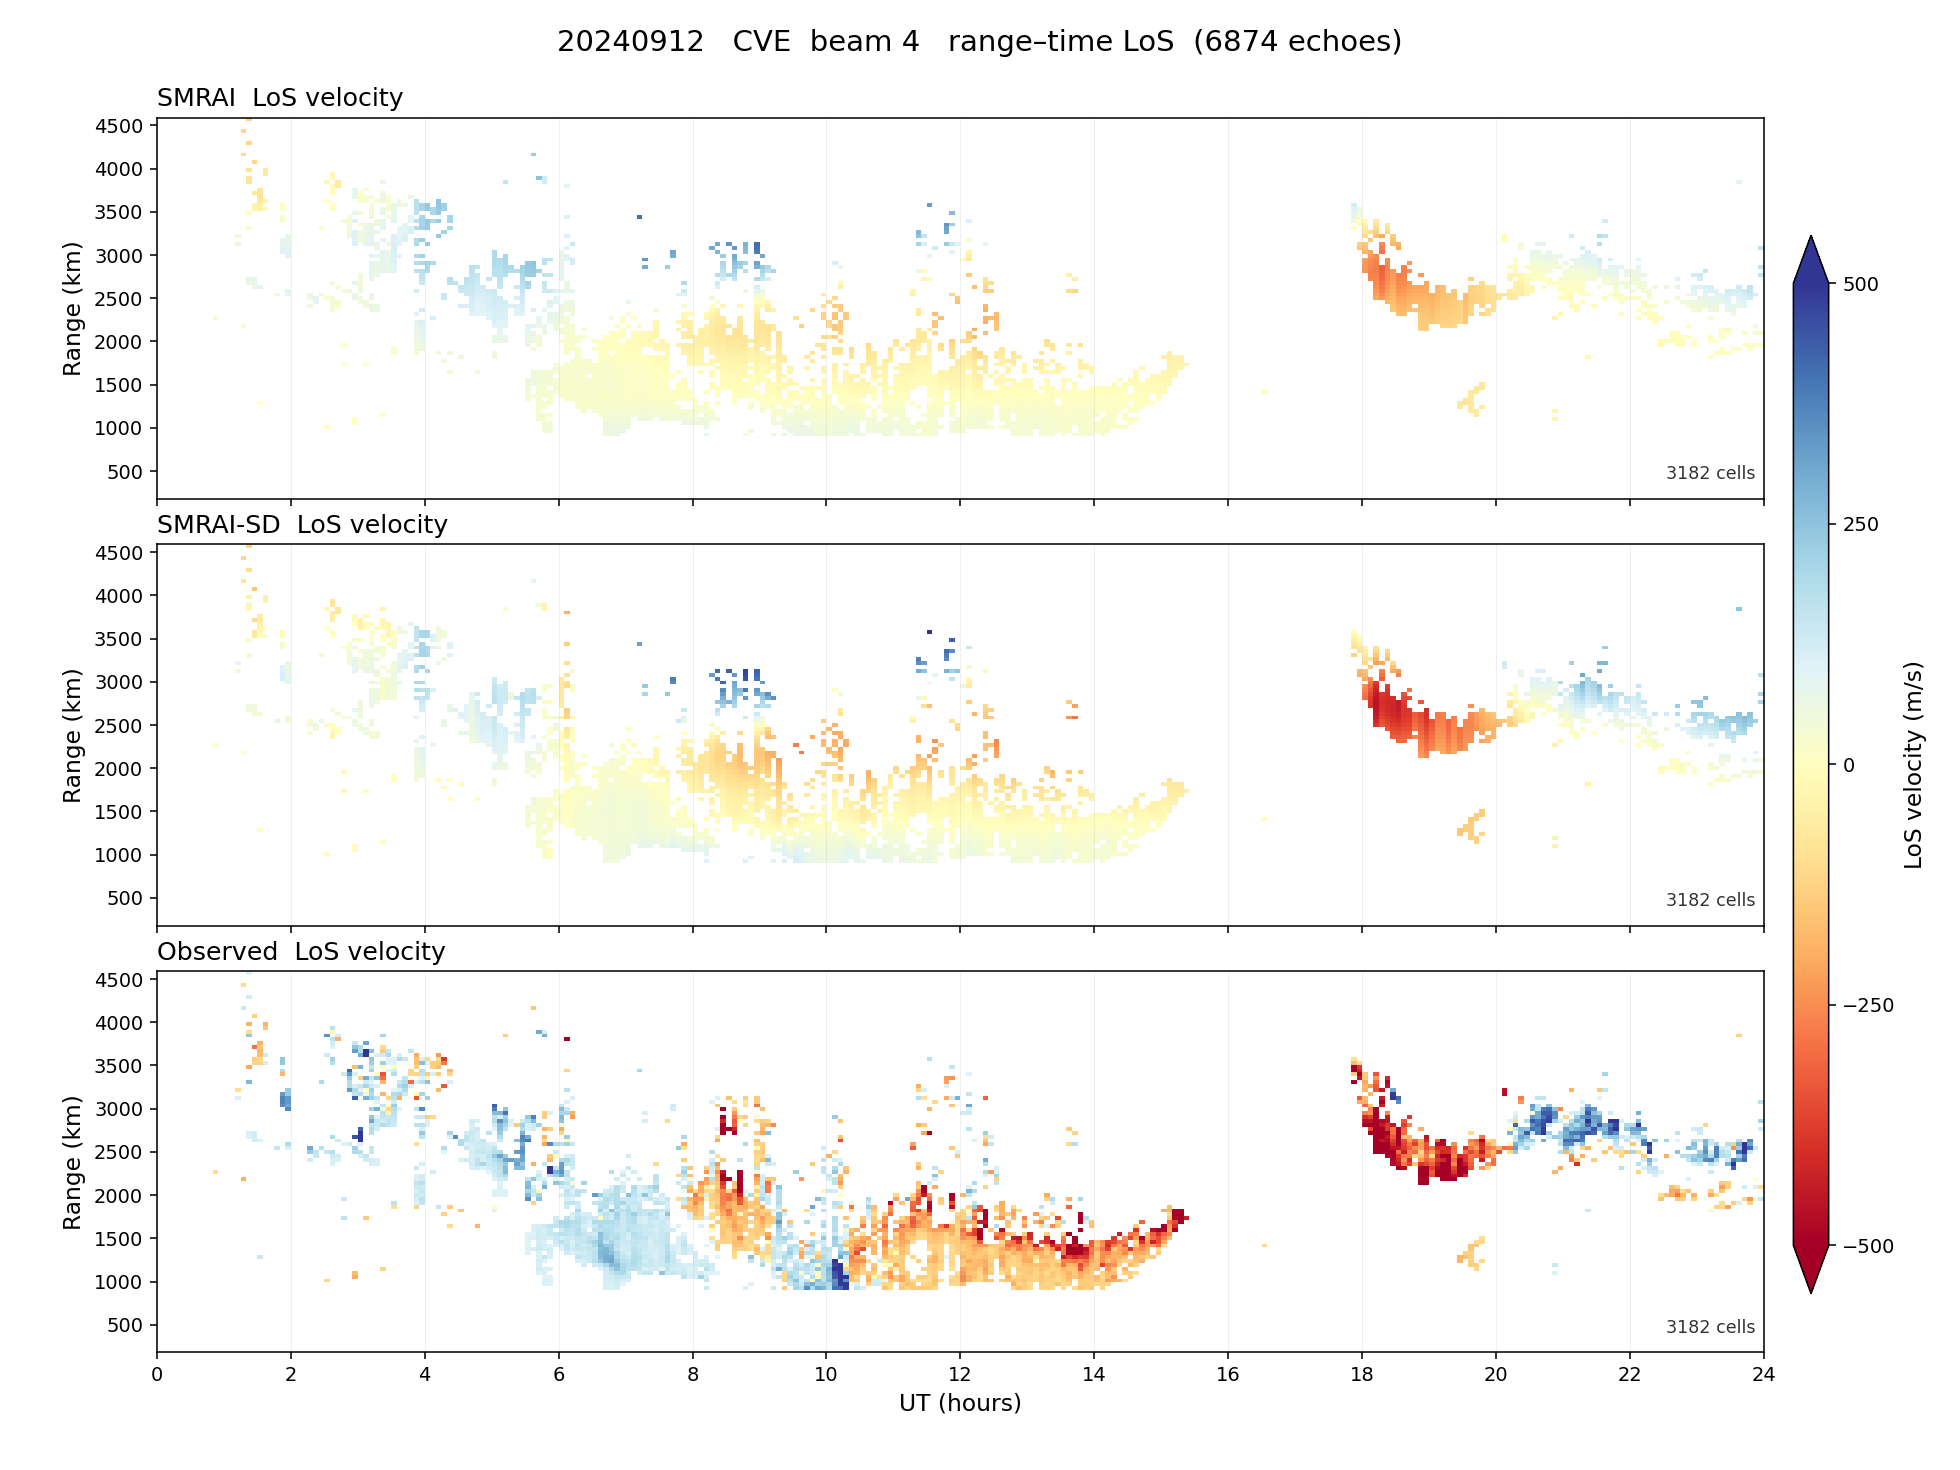 20240912   CVE  beam 4   range–time LoS  (6874 echoes)
SMRAI  LoS velocity
4500
4000
3500
3000
2500
2000
1500
1000
500
Range (km)
3182 cells
SMRAI-SD  LoS velocity
4500
4000
3500
3000
2500
2000
1500
1000
500
Range (km)
3182 cells
Observed  LoS velocity
4500
4000
3500
3000
2500
2000
1500
1000
500
Range (km)
3182 cells
0 2 4 6 8 10 12 14 16 18 20 22 24
UT (hours)
500
250
0
−250
−500
LoS velocity (m/s)